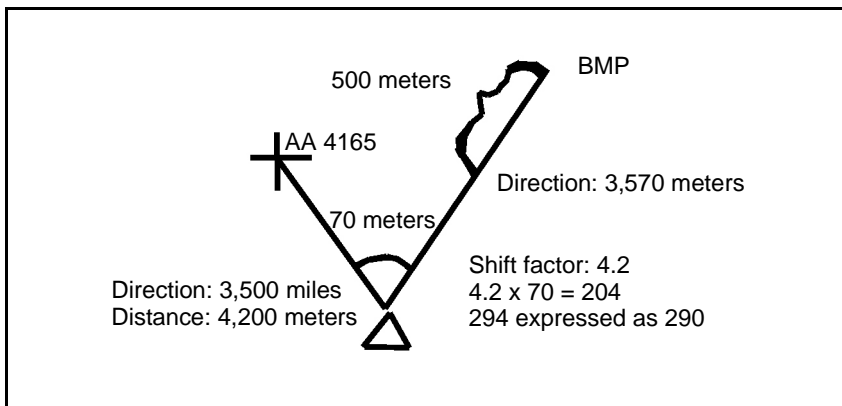 BMP
500 meters
AA 4165
Direction: 3,570 meters
70 meters
Shift factor: 4.2
Direction: 3,500 miles
4.2 x 70 = 204
Distance: 4,200 meters
294 expressed as 290